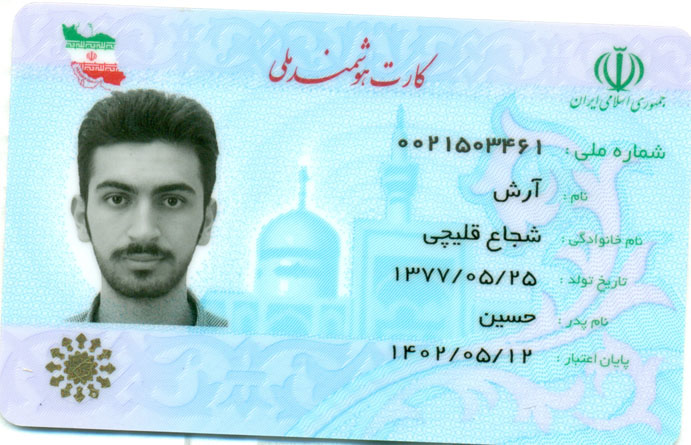 کارت هوشمند ملی
جمهوری اسلامی ایران
شماره ملی : ۰۰۲۱۵۰۳۴۶۱
نام : آرش
نام خانوادگی : شجاع قلیچی
تاریخ تولد : ۱۳۷۷/۰۵/۲۵
نام پدر : حسین
پایان اعتبار : ۱۴۰۲/۰۵/۱۲